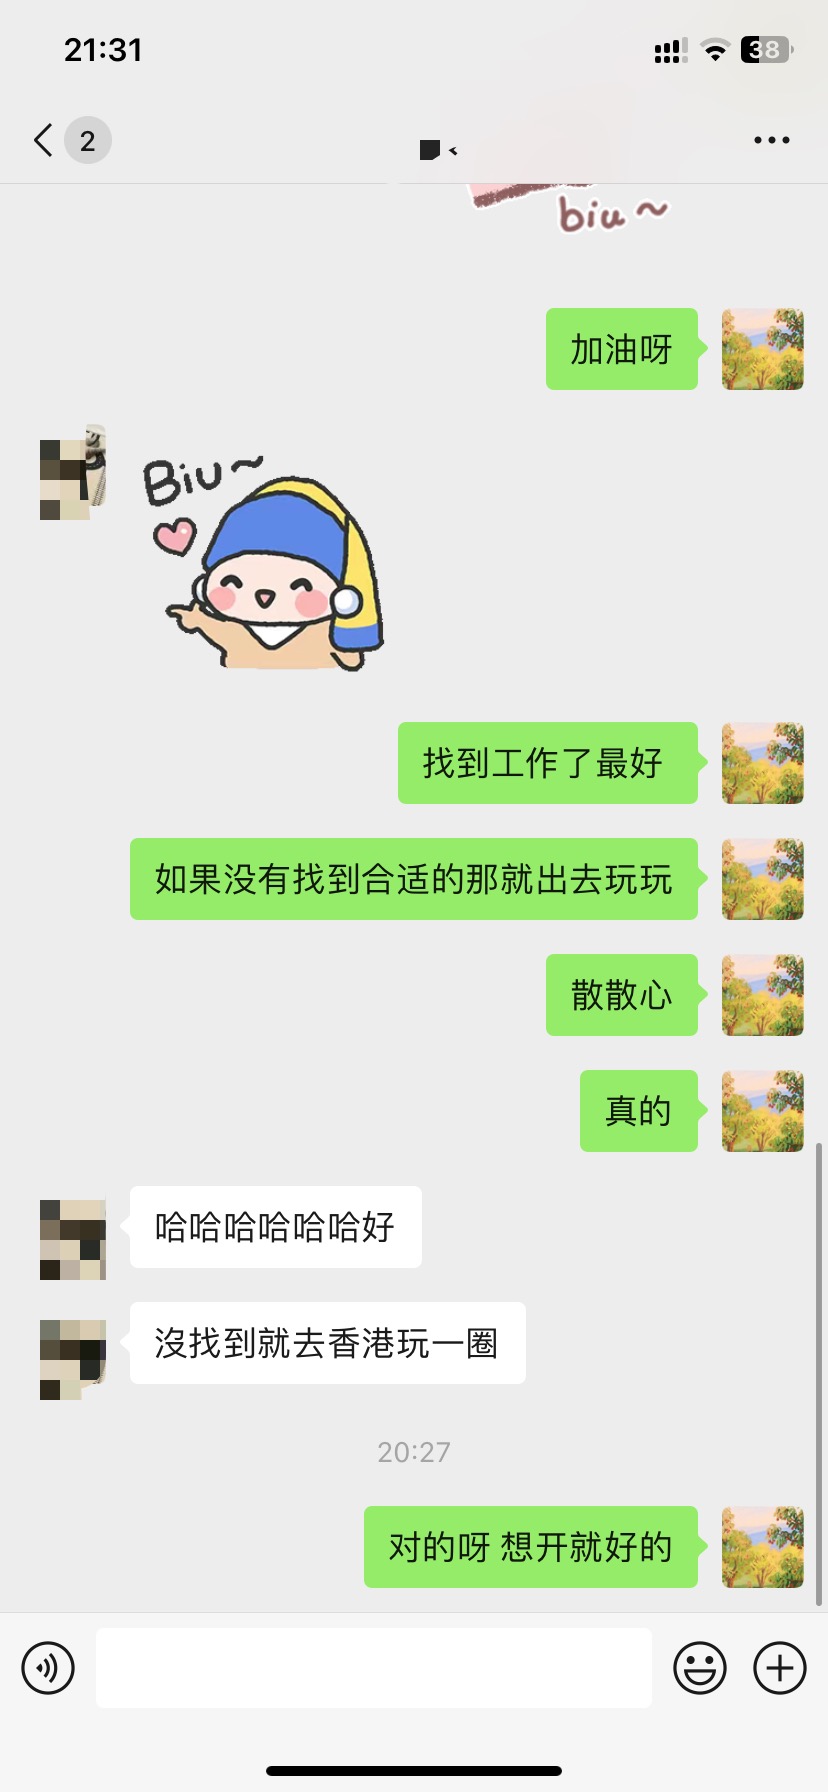 21:31
38
2
biu~
加油呀
Biu~
找到工作了最好
如果没有找到合适的那就出去玩玩
散散心
真的
哈哈哈哈哈哈好
沒找到就去香港玩一圈
20:27
对的呀 想开就好的